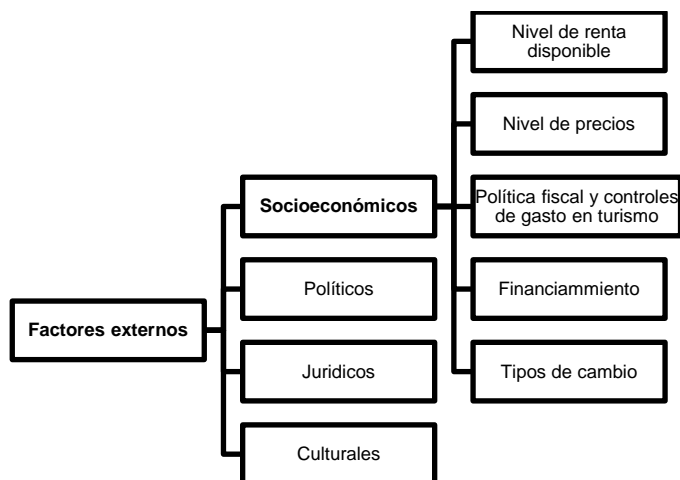 Factores externos
Socioeconómicos
Políticos
Juridicos
Culturales
Nivel de renta
disponible
Nivel de precios
Política fiscal y controles
de gasto en turismo
Financiammiento
Tipos de cambio